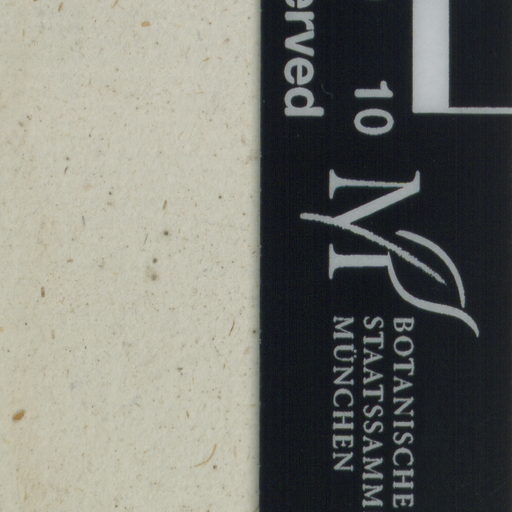 erved
10
BOTANISCHE
STAATSSAMM
MÜNCHEN